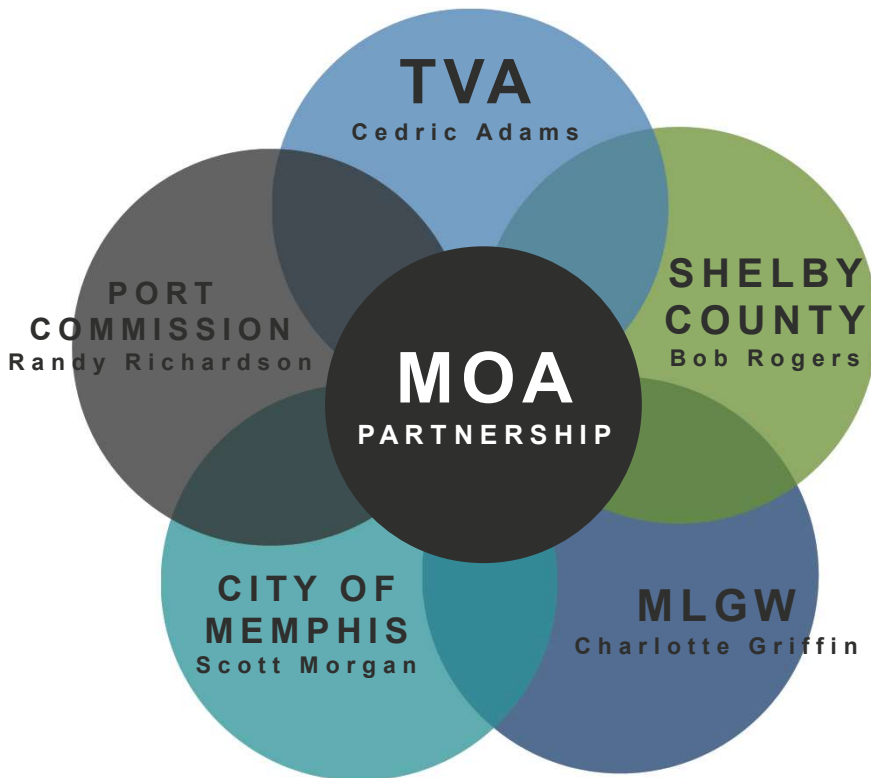 TVA
Cedric Adams
SHELBY
COUNTY
Bob Rogers
PORT
COMMISSION
Randy Richardson
MOA
PARTNERSHIP
CITY OF
MEMPHIS
Scott Morgan
MLGW
Charlotte Griffin